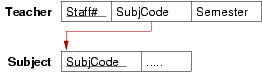 Teacher Staff# SubjCode Semester
Subject SubjCode .....